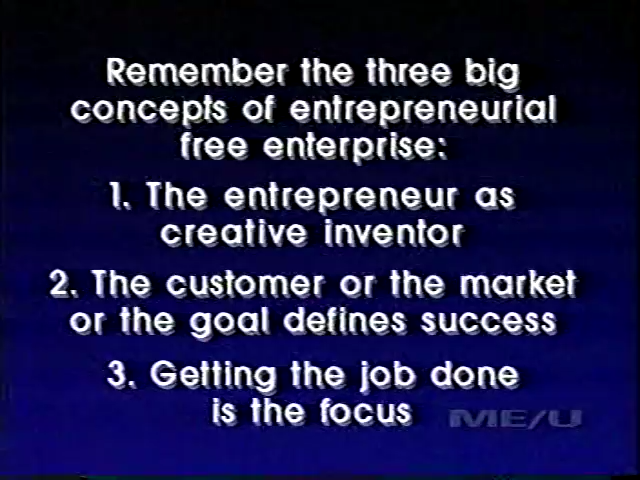 Remember the three big
concepts of entrepreneurial
free enterprise:
1. The entrepreneur as
creative inventor
2. The customer or the market
or the goal defines success
3. Getting the job done
is the focus
ME/U